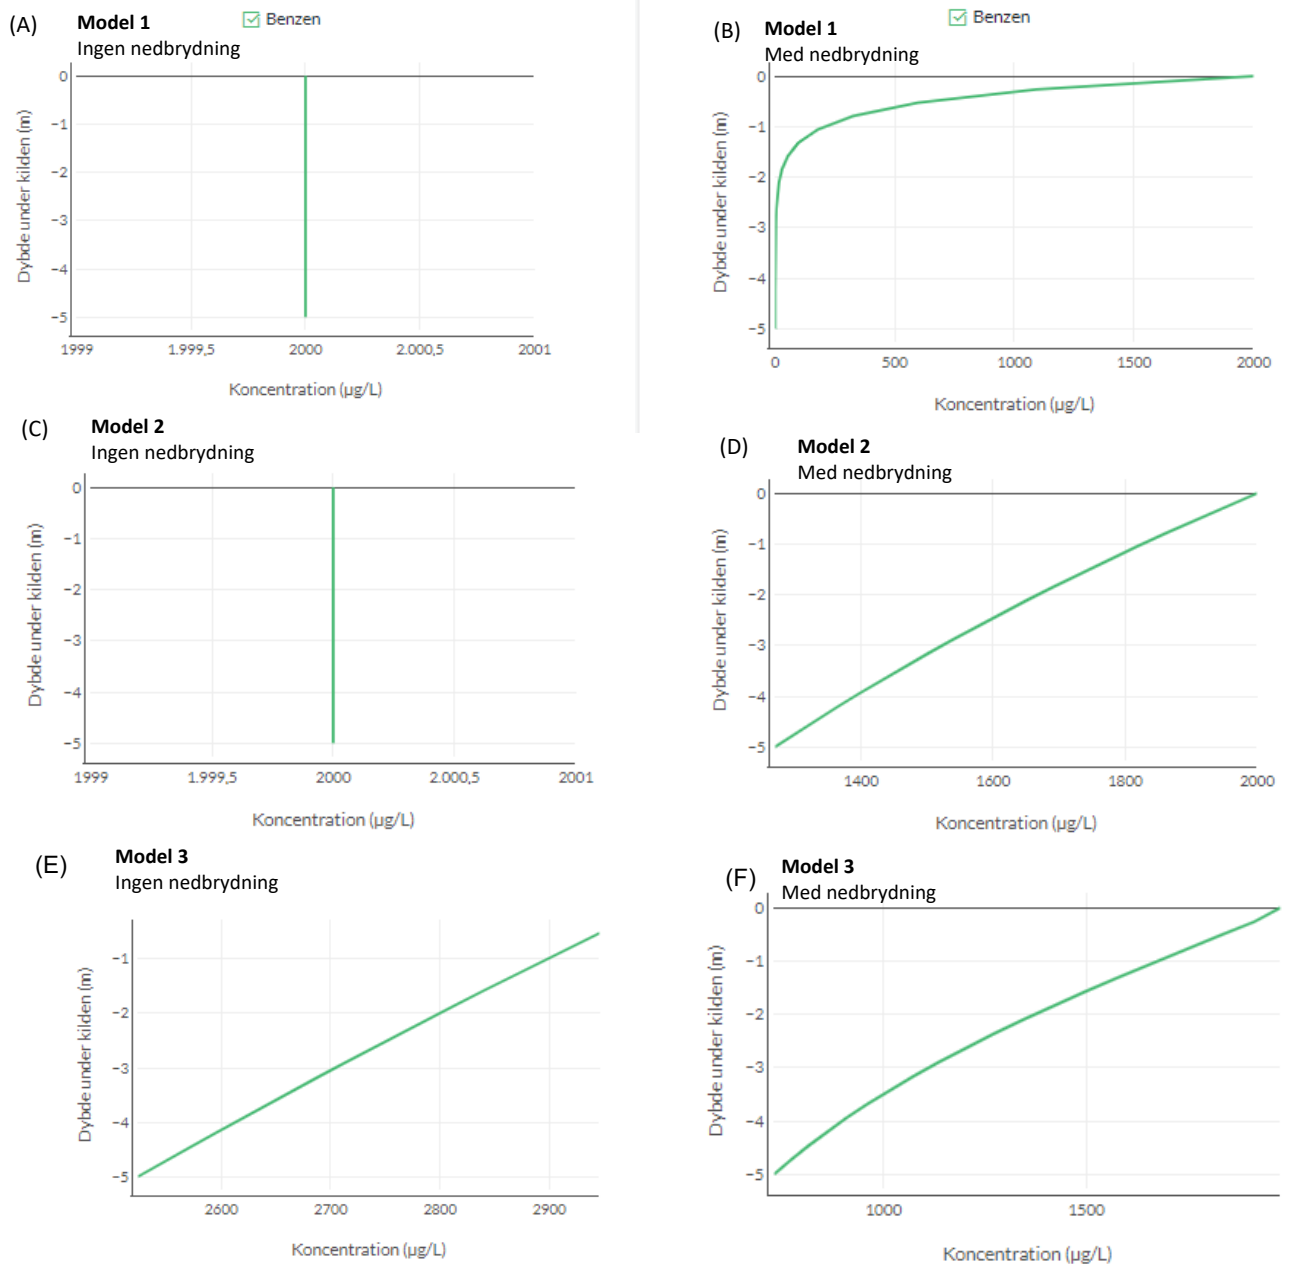 (A)
Model 1
Ingen nedbrydning
Benzen
0
−1
−2
−3
−4
−5
Dybde under kilden (m)
1999
1.999,5
2000
2.000,5
2001
Koncentration (µg/L)
(B)
Model 1
Med nedbrydning
Benzen
0
−1
−2
−3
−4
−5
Dybde under kilden (m)
0
500
1000
1500
2000
Koncentration (µg/L)
(C)
Model 2
Ingen nedbrydning
0
−1
−2
−3
−4
−5
Dybde under kilden (m)
1999
1.999,5
2000
2.000,5
2001
Koncentration (µg/L)
(D)
Model 2
Med nedbrydning
0
−1
−2
−3
−4
−5
Dybde under kilden (m)
1400
1600
1800
2000
Koncentration (µg/L)
(E)
Model 3
Ingen nedbrydning
−1
−2
−3
−4
−5
Dybde under kilden (m)
2600
2700
2800
2900
Koncentration (µg/L)
(F)
Model 3
Med nedbrydning
0
−1
−2
−3
−4
−5
Dybde under kilden (m)
1000
1500
Koncentration (µg/L)